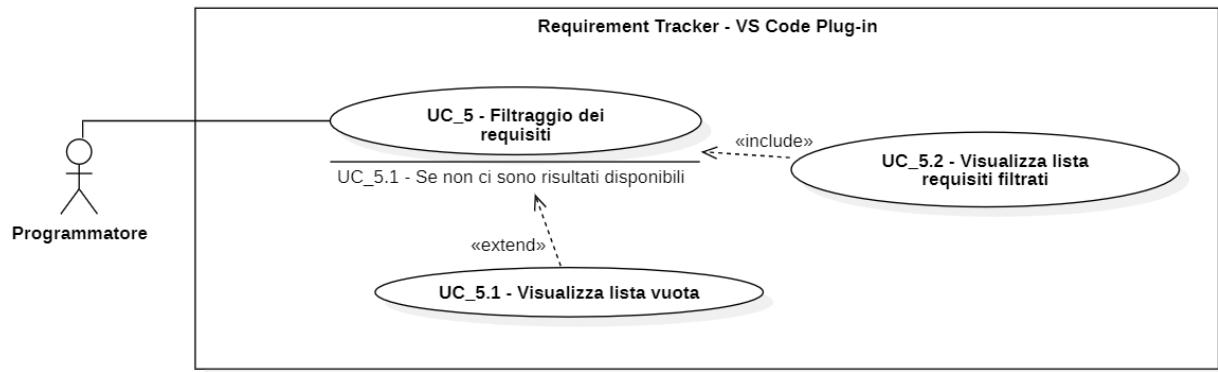 Requirement Tracker - VS Code Plug-in
UC_5 - Filtraggio dei
requisiti
UC_5.1 - Se non ci sono risultati disponibili
«include»
UC_5.2 - Visualizza lista
requisiti filtrati
Programmatore
«extend»
UC_5.1 - Visualizza lista vuota